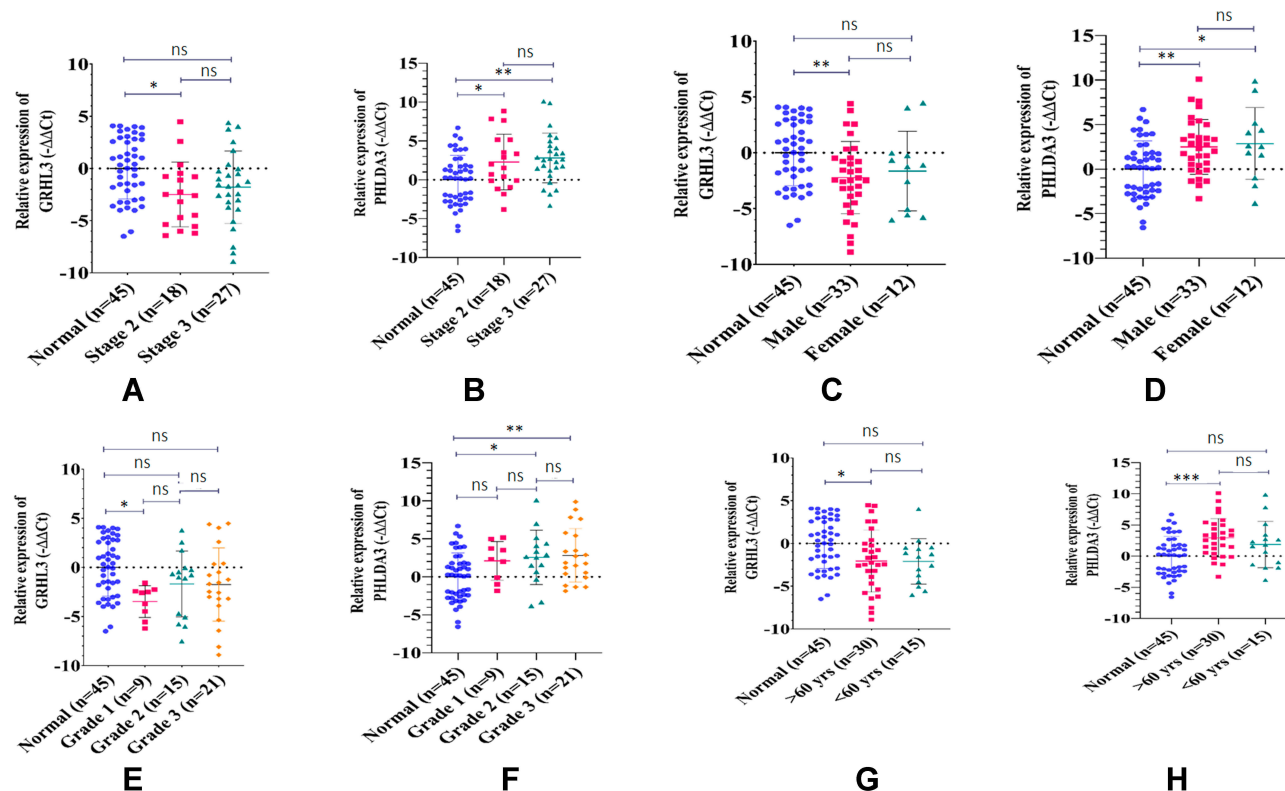 ns
ns
*
10
5
0
-5
-10
Relative expression of
GRHL3 (-ΔΔCt)
Normal (n=45)
Stage 2 (n=18)
Stage 3 (n=27)
A
ns
**
*
15
10
5
0
-5
-10
Relative expression of
PHLDA3 (-ΔΔCt)
Normal (n=45)
Stage 2 (n=18)
Stage 3 (n=27)
B
ns
ns
**
10
5
0
-5
-10
Relative expression of
GRHL3 (-ΔΔCt)
Normal (n=45)
Male (n=33)
Female (n=12)
C
ns
*
**
15
10
5
0
-5
-10
Relative expression of
PHLDA3 (-ΔΔCt)
Normal (n=45)
Male (n=33)
Female (n=12)
D
ns
ns
ns
ns
*
10
5
0
-5
-10
Relative expression of
GRHL3 (-ΔΔCt)
Normal (n=45)
Grade 1 (n=9)
Grade 2 (n=15)
Grade 3 (n=21)
E
**
*
ns
ns
ns
15
10
5
0
-5
-10
Relative expression of
PHLDA3 (-ΔΔCt)
Normal (n=45)
Grade 1 (n=9)
Grade 2 (n=15)
Grade 3 (n=21)
F
ns
ns
*
10
5
0
-5
-10
Relative expression of
GRHL3 (-ΔΔCt)
Normal (n=45)
>60 yrs (n=30)
<60 yrs (n=15)
G
ns
ns
***
15
10
5
0
-5
-10
Relative expression of
PHLDA3 (-ΔΔCt)
Normal (n=45)
>60 yrs (n=30)
<60 yrs (n=15)
H